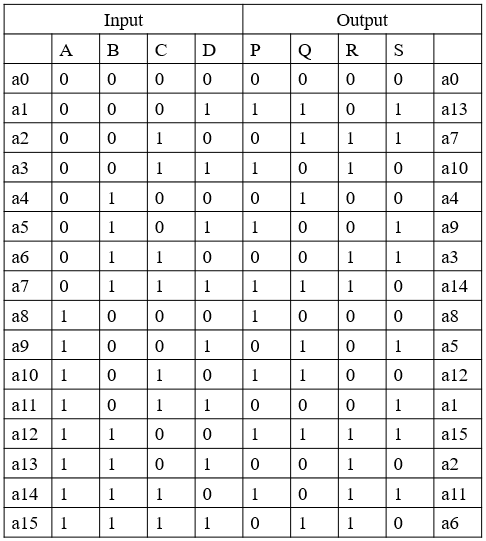 Input Output
A B C D P Q R S
a0 0 0 0 0 0 0 0 0 a0
a1 0 0 0 1 1 1 0 1 a13
a2 0 0 1 0 0 1 1 1 a7
a3 0 0 1 1 1 0 1 0 a10
a4 0 1 0 0 0 1 0 0 a4
a5 0 1 0 1 1 0 0 1 a9
a6 0 1 1 0 0 0 1 1 a3
a7 0 1 1 1 1 1 1 0 a14
a8 1 0 0 0 1 0 0 0 a8
a9 1 0 0 1 0 1 0 1 a5
a10 1 0 1 0 1 1 0 0 a12
a11 1 0 1 1 0 0 0 1 a1
a12 1 1 0 0 1 1 1 1 a15
a13 1 1 0 1 0 0 1 0 a2
a14 1 1 1 0 1 0 1 1 a11
a15 1 1 1 1 0 1 1 0 a6